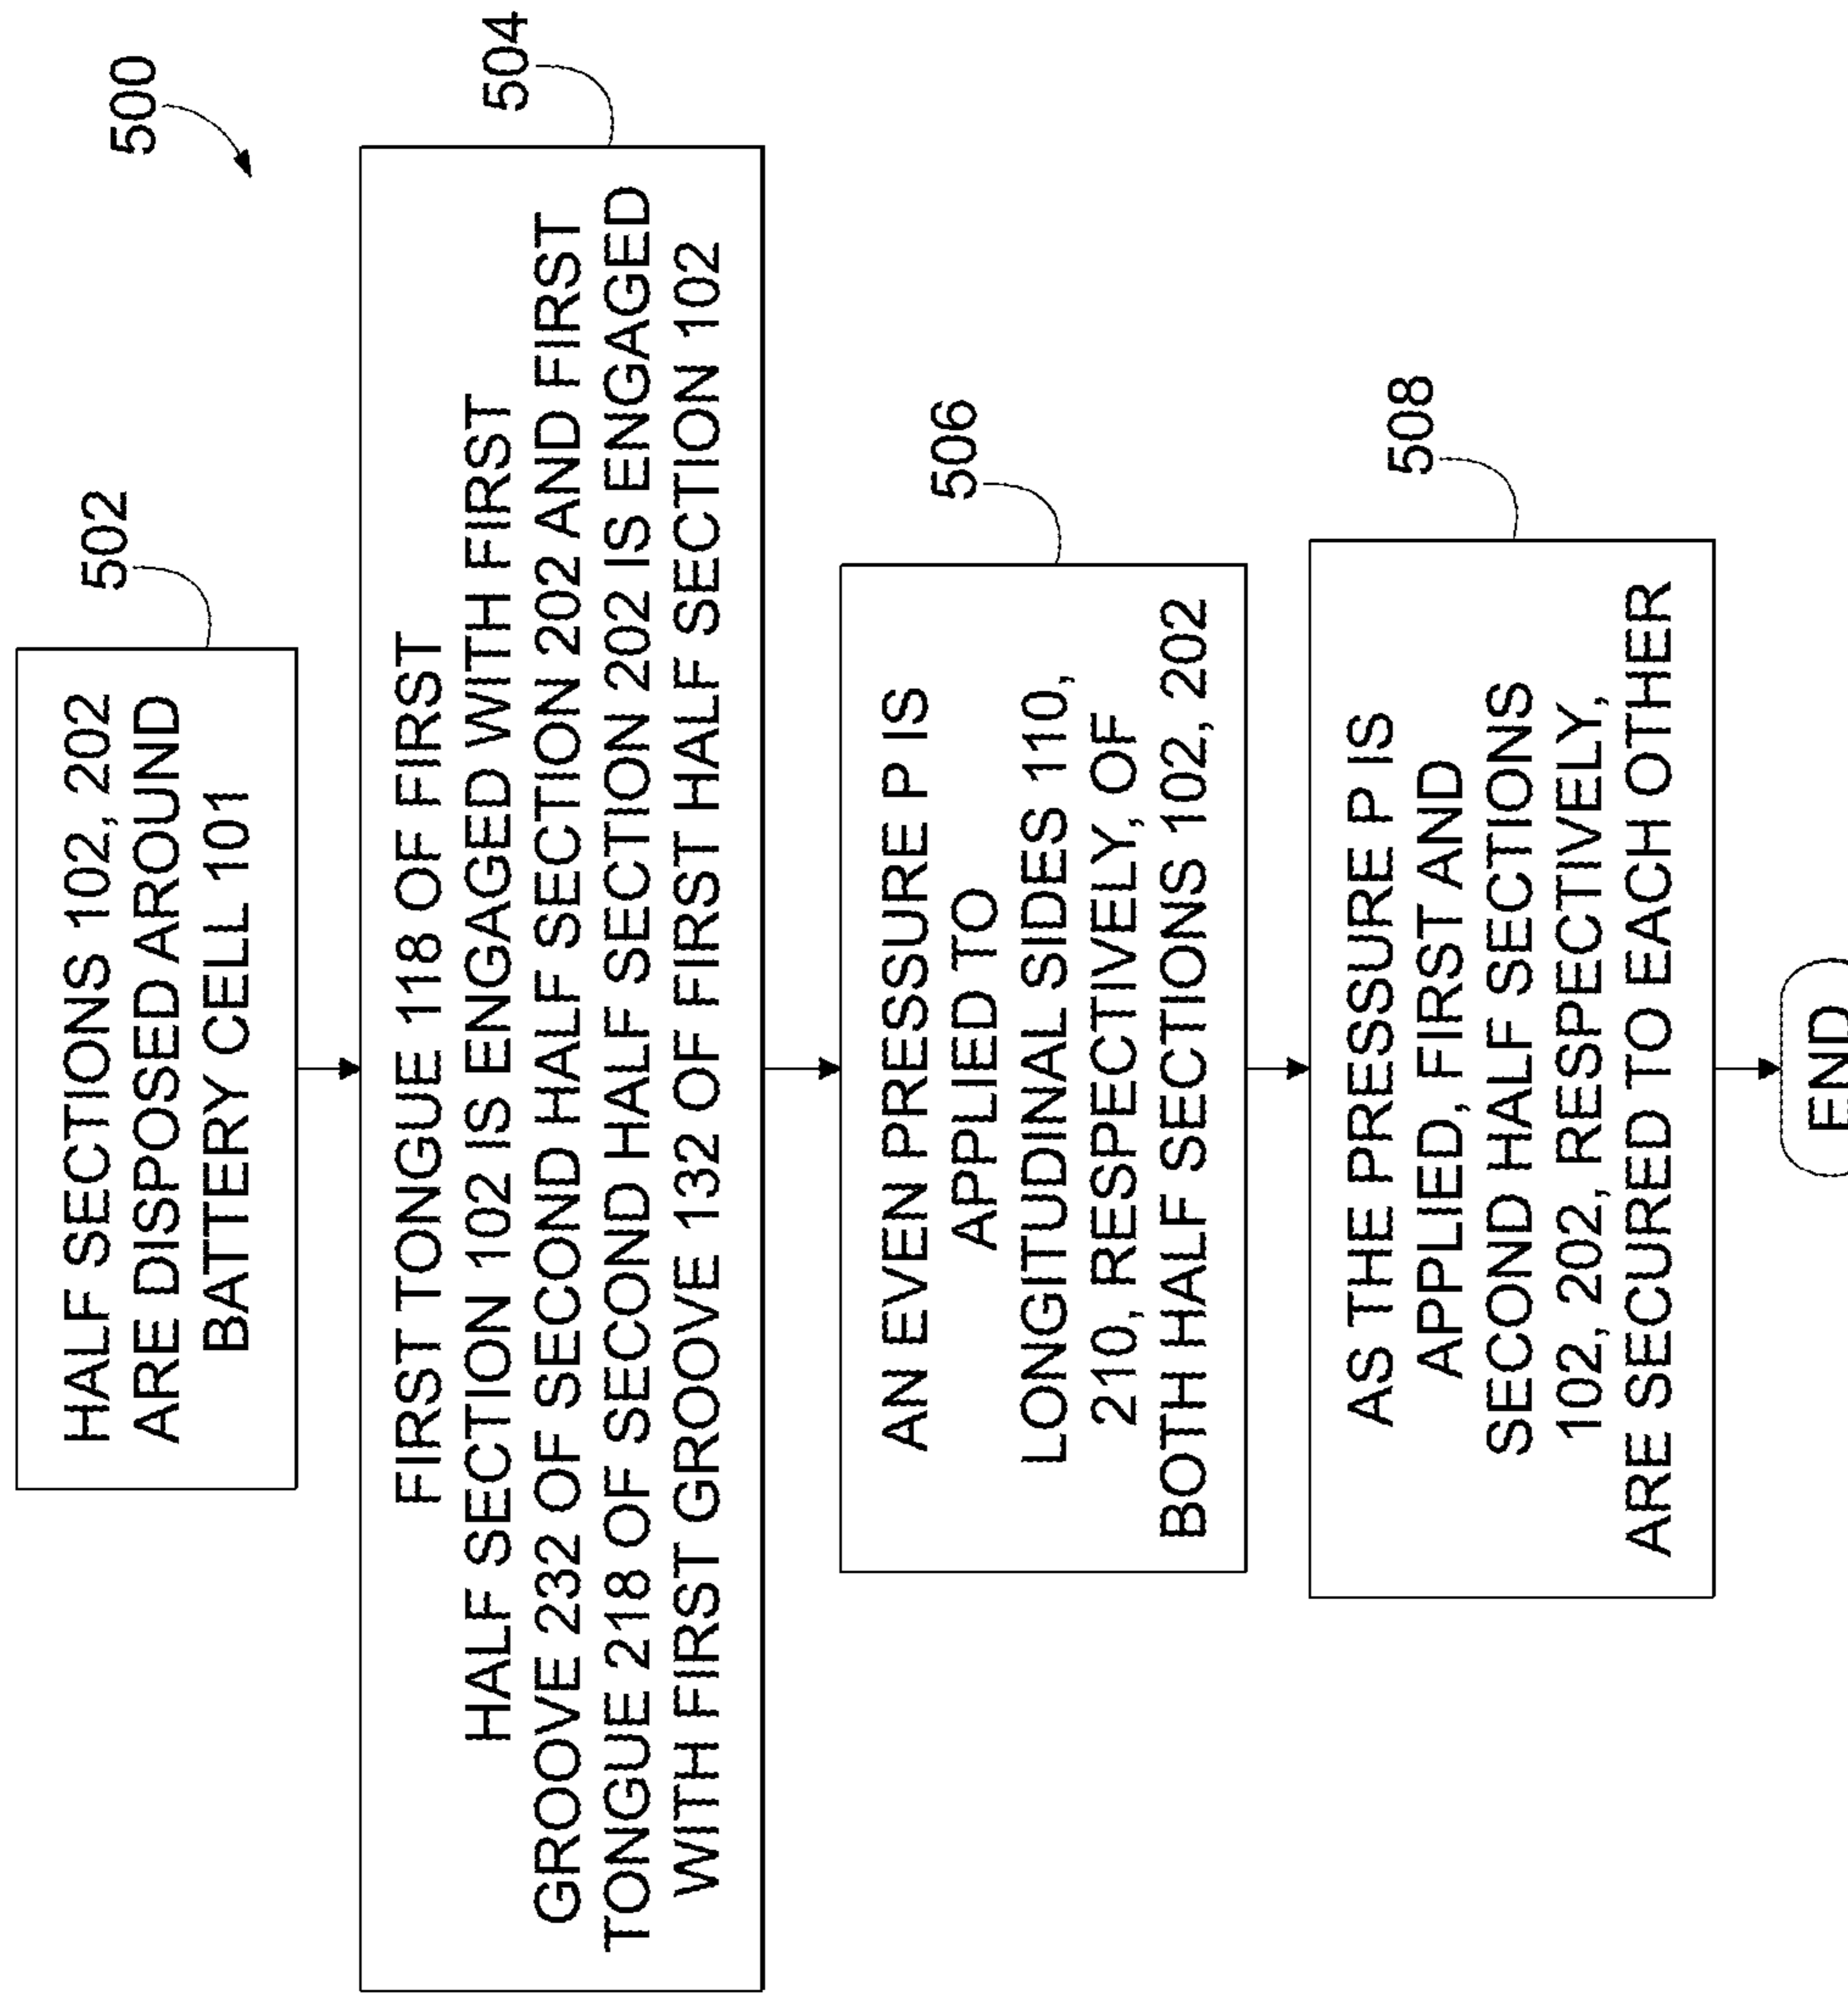 500
502
HALF SECTIONS 102, 202
ARE DISPOSED AROUND
BATTERY CELL 101
504
FIRST TONGUE 118 OF FIRST
HALF SECTION 102 IS ENGAGED WITH FIRST
GROOVE 232 OF SECOND HALF SECTION 202 AND FIRST
TONGUE 218 OF SECOND HALF SECTION 202 IS ENGAGED
WITH FIRST GROOVE 132 OF FIRST HALF SECTION 102
506
AN EVEN PRESSURE P IS
APPLIED TO
LONGITUDINAL SIDES 110,
210, RESPECTIVELY, OF
BOTH HALF SECTIONS 102, 202
508
AS THE PRESSURE P IS
APPLIED, FIRST AND
SECOND HALF SECTIONS
102, 202, RESPECTIVELY,
ARE SECURED TO EACH OTHER
END